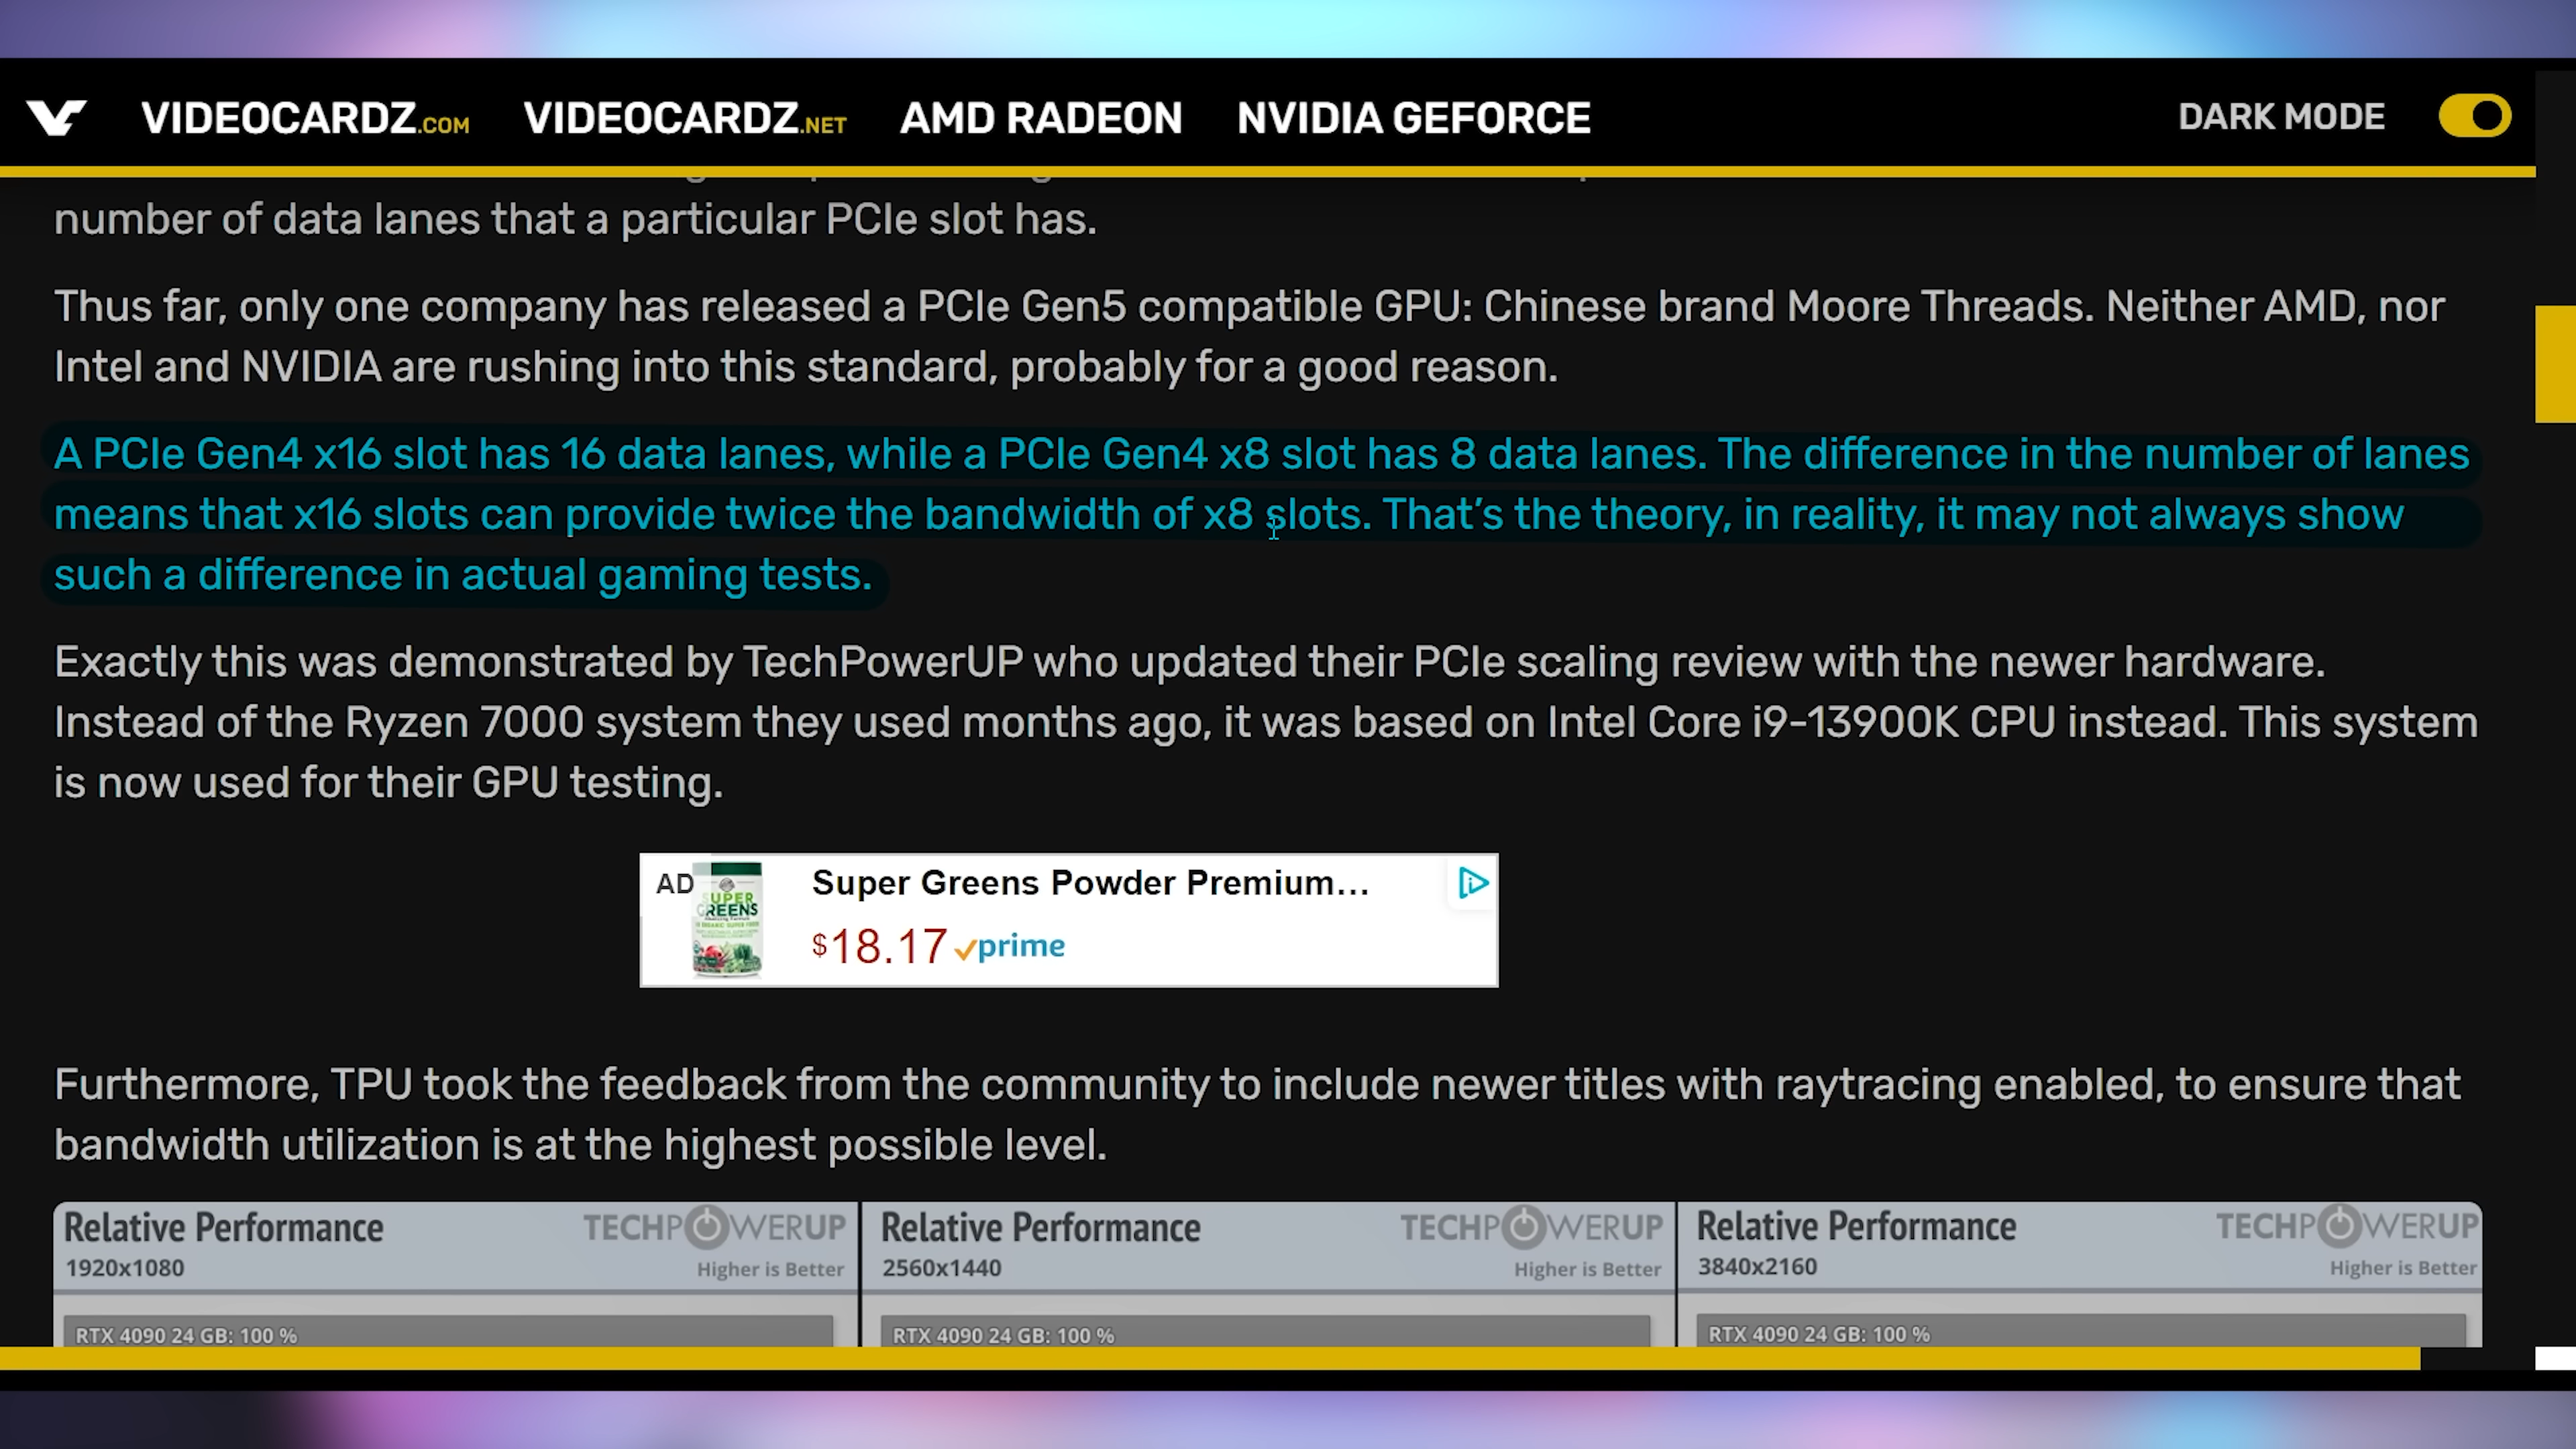 VIDEOCARDZ.COM VIDEOCARDZ.NET AMD RADEON NVIDIA GEFORCE DARK MODE
number of data lanes that a particular PCIe slot has.
Thus far, only one company has released a PCIe Gen5 compatible GPU: Chinese brand Moore Threads. Neither AMD, nor
Intel and NVIDIA are rushing into this standard, probably for a good reason.
A PCIe Gen4 x16 slot has 16 data lanes, while a PCIe Gen4 x8 slot has 8 data lanes. The difference in the number of lanes
means that x16 slots can provide twice the bandwidth of x8 slots. That's the theory, in reality, it may not always show
such a difference in actual gaming tests.
Exactly this was demonstrated by TechPowerUP who updated their PCIe scaling review with the newer hardware.
Instead of the Ryzen 7000 system they used months ago, it was based on Intel Core i9-13900K CPU instead. This system
is now used for their GPU testing.
AD
SUPER
GREENS
Super Greens Powder Premium...
$18.17 prime
Furthermore, TPU took the feedback from the community to include newer titles with raytracing enabled, to ensure that
bandwidth utilization is at the highest possible level.
Relative Performance TECHPOWERUP
1920x1080 Higher is Better
RTX 4090 24 GB: 100 %
Relative Performance TECHPOWERUP
2560x1440 Higher is Better
RTX 4090 24 GB: 100 %
Relative Performance TECHPOWERUP
3840x2160 Higher is Better
RTX 4090 24 GB: 100 %